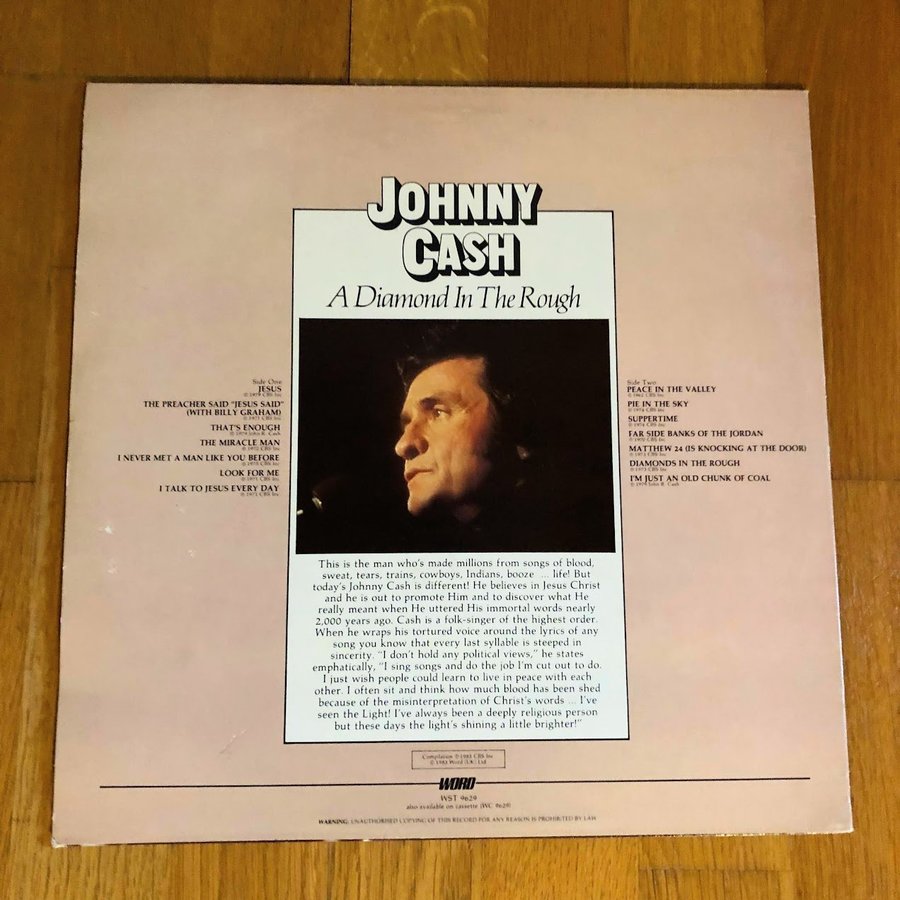 JOHNNY
CASH
A Diamond In The Rough
Side One
JESUS
THE PREACHER SAID "JESUS SAID"
(WITH BILLY GRAHAM)
THAT'S ENOUGH
THE MIRACLE MAN
I NEVER MET A MAN LIKE YOU BEFORE
LOOK FOR ME
I TALK TO JESUS EVERY DAY
Side Two
PEACE IN THE VALLEY
PIE IN THE SKY
SUPPERTIME
FAR SIDE BANKS OF THE JORDAN
MATTHEW 24 (IS KNOCKING AT THE DOOR)
DIAMONDS IN THE ROUGH
I'M JUST AN OLD CHUNK OF COAL
This is the man who's made millions from songs of blood,
sweat, tears, trains, cowboys, Indians, booze ... life! But
today's Johnny Cash is different! He believes in Jesus Christ
and he is out to promote Him and to discover what He
really meant when He uttered His immortal words nearly
2,000 years ago. Cash is a folk-singer of the highest order.
When he wraps his tortured voice around the lyrics of any
song you know that every last syllable is steeped in
sincerity. "I don't hold any political views," he states
emphatically, "I sing songs and do the job I'm cut out to do.
I just wish people could learn to live in peace with each
other. I often sit and think how much blood has been shed
because of the misinterpretation of Christ's words ... I've
seen the Light! I've always been a deeply religious person
but these days the light's shining a little brighter!"
WORD
WST 9629
also available on cassette (WC 9629)
WARNING: UNAUTHORISED COPYING OF THIS RECORD FOR ANY REASON IS PROHIBITED BY LAW